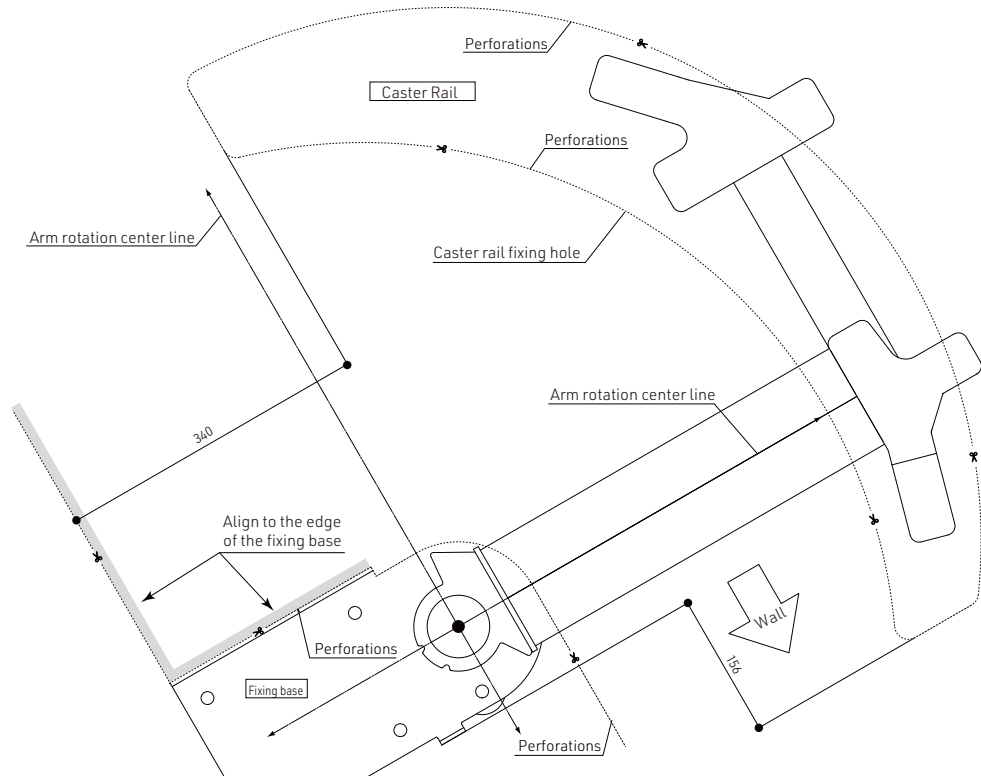 Perforations
Caster Rail
Perforations
Arm rotation center line
Caster rail fixing hole
Arm rotation center line
340
Align to the edge
of the fixing base
Wall
Perforations
156
Fixing base
Perforations